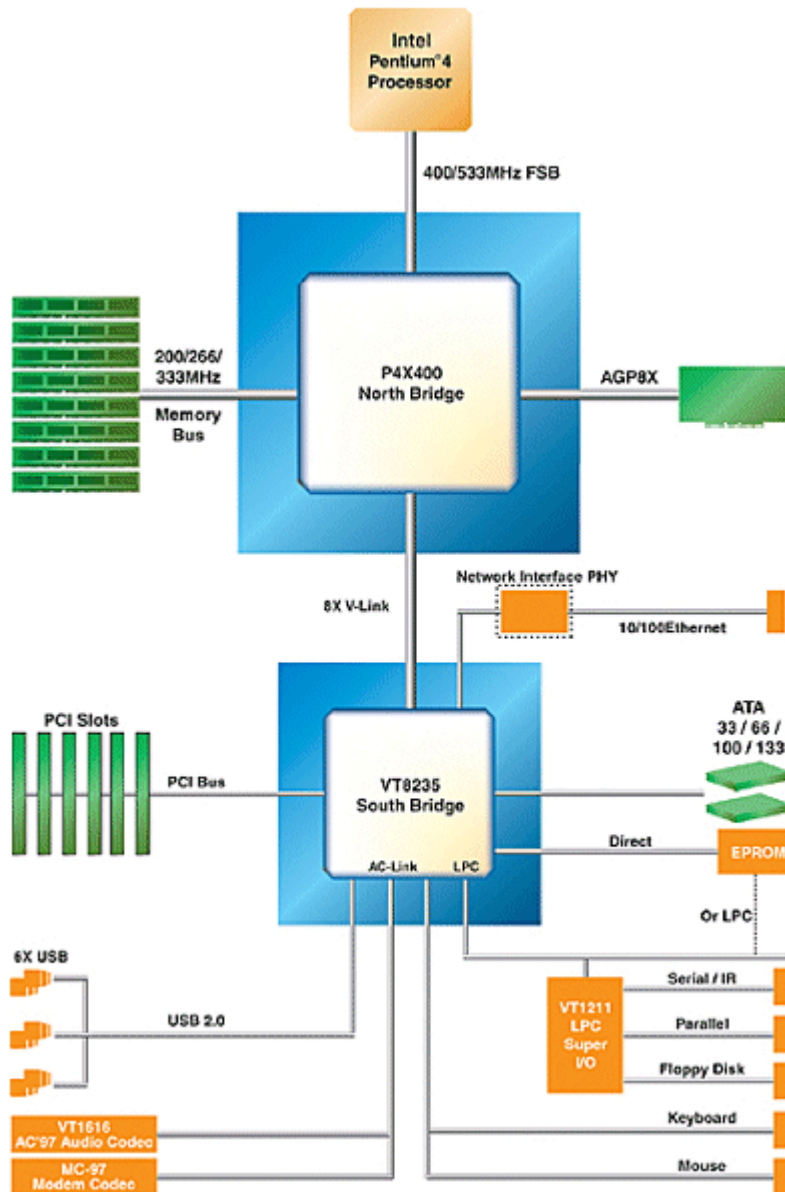 Intel
Pentium®4
Processor
400/533MHz FSB
200/266/
333MHz
Memory
Bus
P4X400
North Bridge
AGP8X
8X V-Link
Network Interface PHY
10/100Ethernet
PCI Slots
PCI Bus
VT8235
South Bridge
AC-Link
LPC
ATA
33 / 66 /
100 / 133
Direct
EPROM
Or LPC
6X USB
USB 2.0
VT1211
LPC
Super
I/O
Serial / IR
Parallel
Floppy Disk
Keyboard
Mouse
VT1616
AC'97 Audio Codec
MC-97
Modem Codec